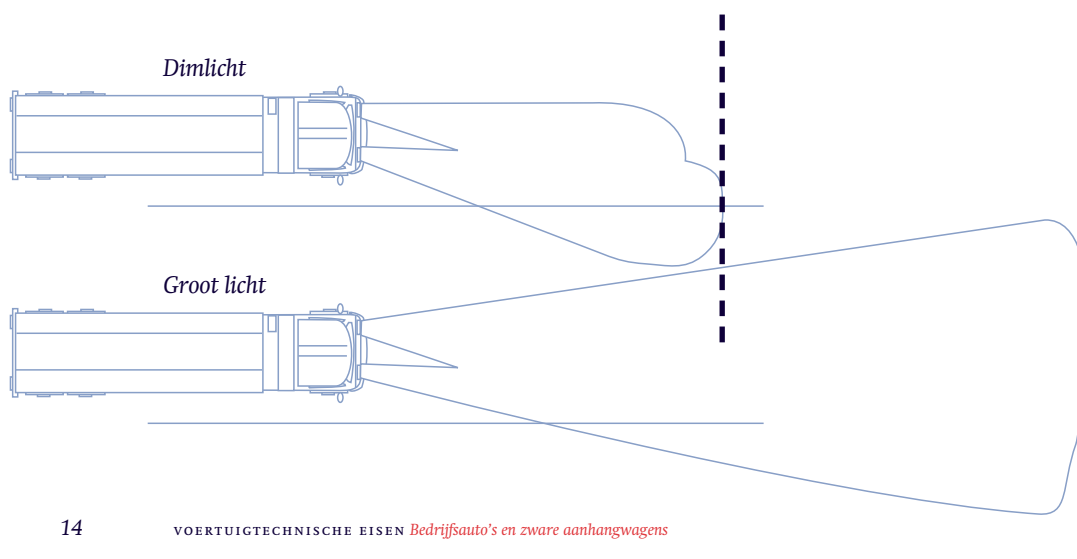 Dimlicht
Groot licht
14 VOERTUIGTECHNISCHE EISEN Bedrijfsauto's en zware aanhangwagens